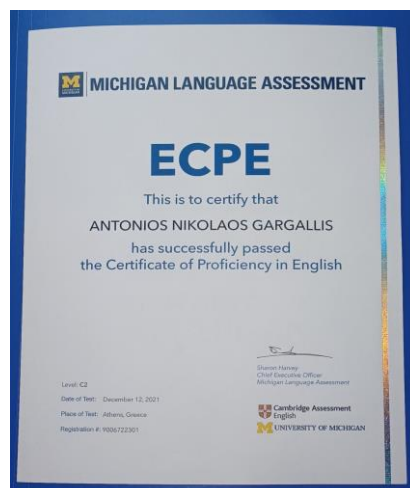 M
MICHIGAN LANGUAGE ASSESSMENT
ECPE
This is to certify that
ANTONIOS NIKOLAOS GARGALLIS
has successfully passed
the Certificate of Proficiency in English
Sharon Harvey
Chief Executive Officer
Michigan Language Assessment
Level: C2
Date of Test: December 12, 2021
Place of Test: Athens, Greece
Registration #: 9006722301
Cambridge Assessment
English
M UNIVERSITY OF MICHIGAN